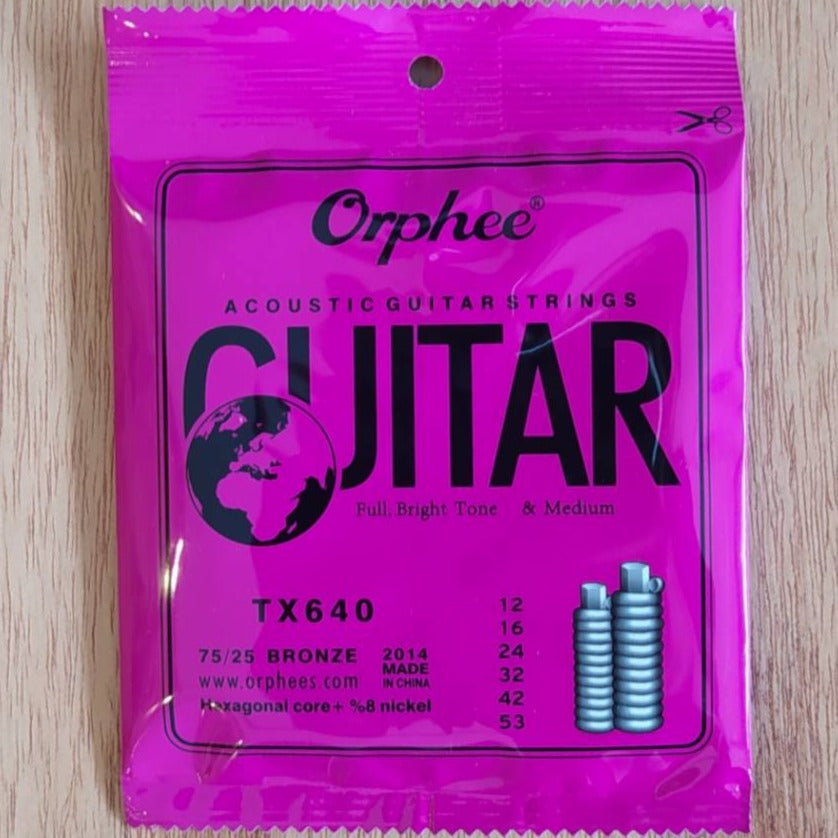 Orphee®
ACOUSTIC GUITAR STRINGS
GUITAR
Full. Bright Tone & Medium
TX640
75/25 BRONZE
2014
MADE
IN CHINA
www.orphees.com
Hexagonal core+ %8 nickel
12
16
24
32
42
53